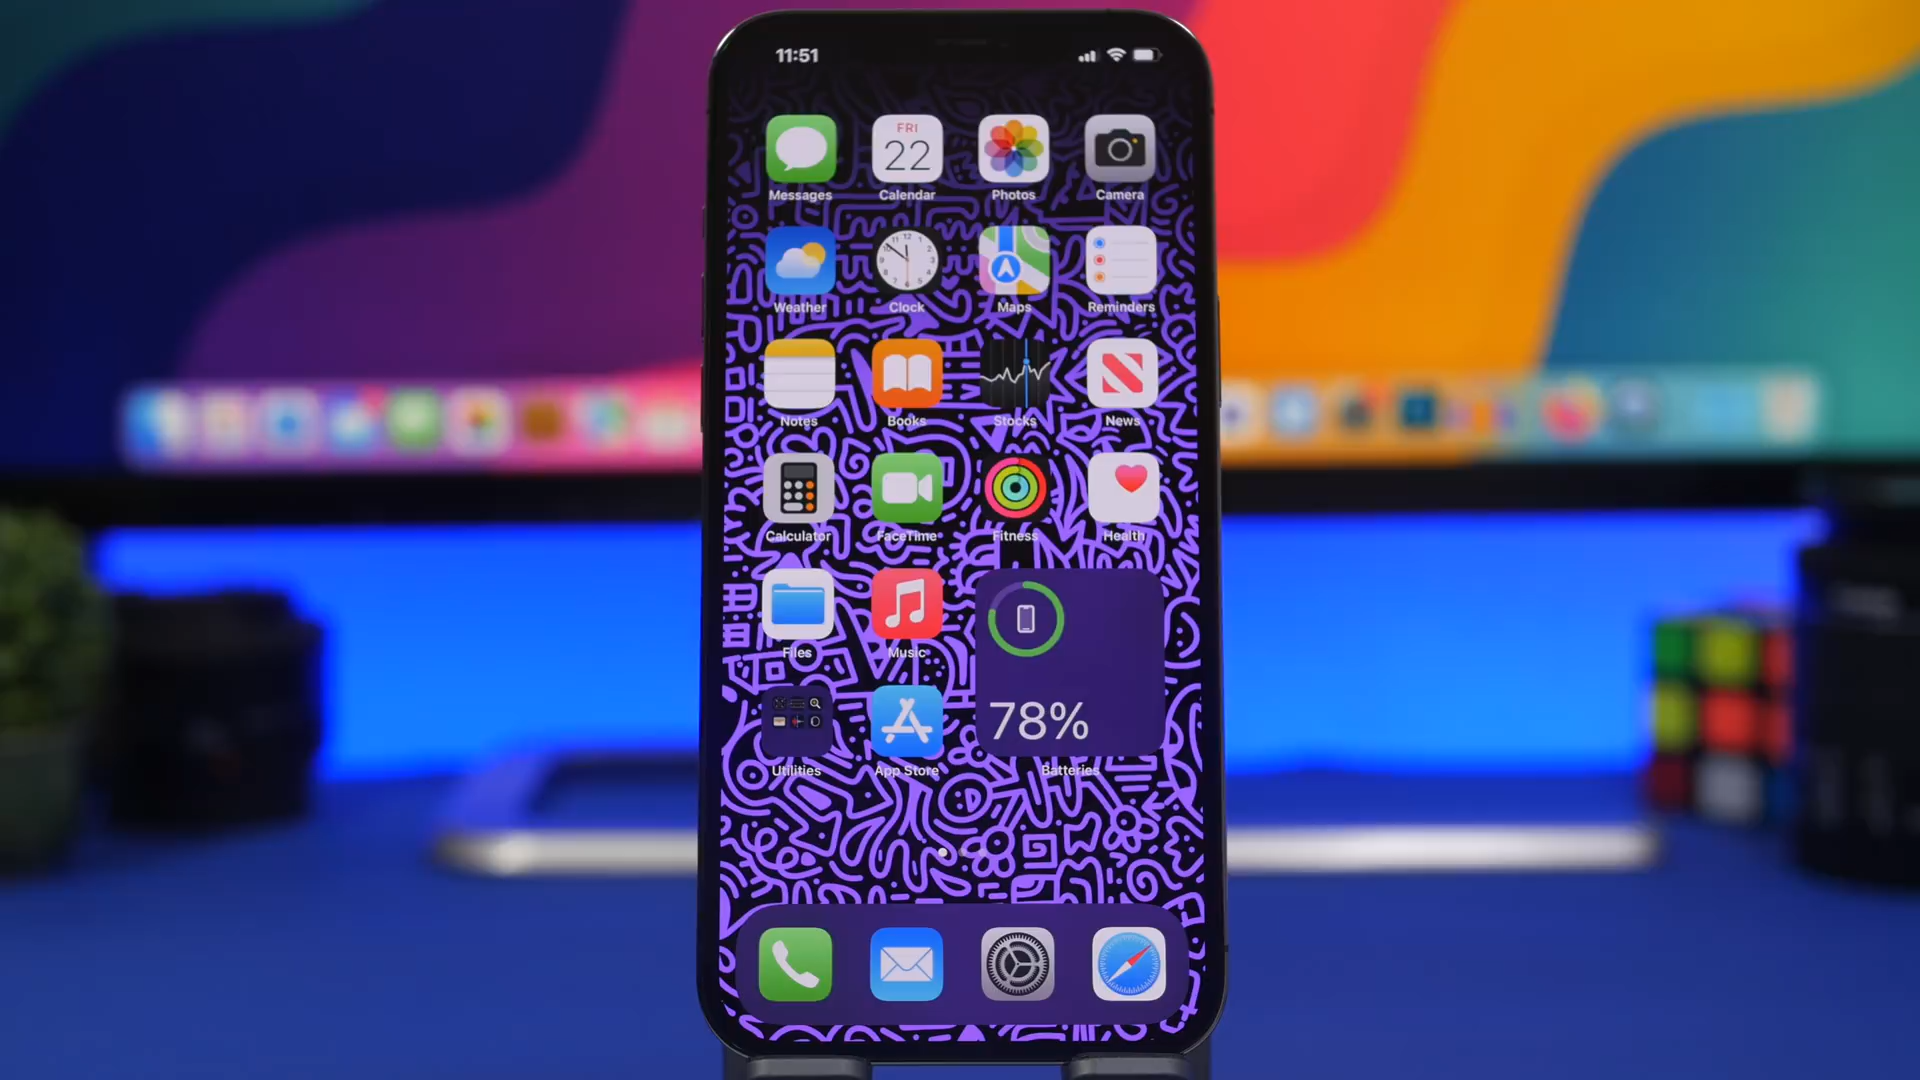 11:51
FRI
22
Messages
Calendar
Photos
Camera
Weather
Clock
Maps
Reminders
Notes
Books
Stocks
News
Calculator
FaceTime
Fitness
Health
Files
Music
78%
Utilities
App Store
Batteries